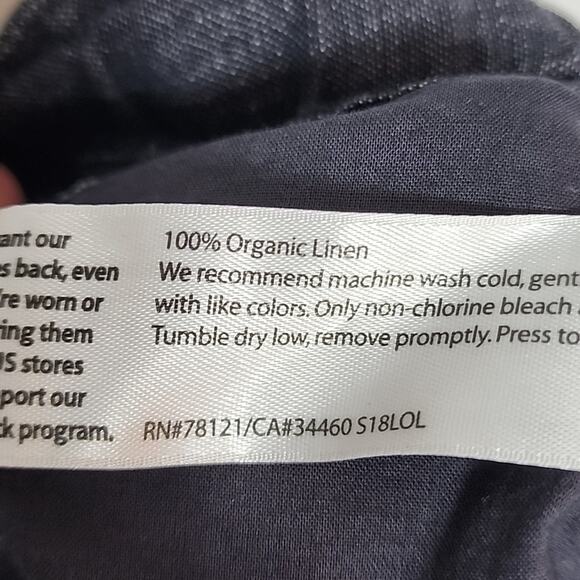 ant our
s back, even
're worn or
ing them
US stores
port our
k program.
100% Organic Linen
We recommend machine wash cold, gent
with like colors. Only non-chlorine bleach
Tumble dry low, remove promptly. Press to
RN#78121/CA#34460 S18LOL